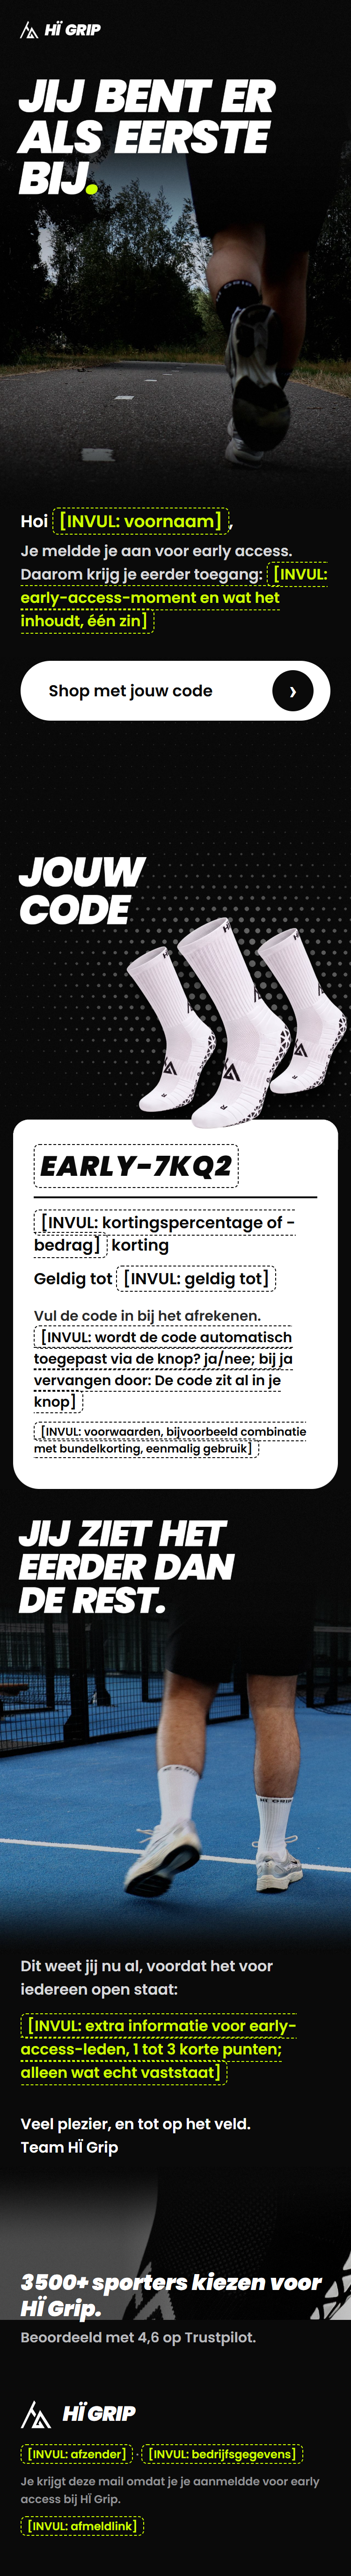 HÏ GRIP
JIJ BENT ER
ALS EERSTE
BIJ.
Hoi [INVUL: voornaam],
Je meldde je aan voor early access.
Daarom krijg je eerder toegang: [INVUL:
early-access-moment en wat het
inhoudt, één zin]
Shop met jouw code
JOUW
CODE
EARLY-7KQ2
[INVUL: kortingspercentage of -
bedrag] korting
Geldig tot [INVUL: geldig tot]
Vul de code in bij het afrekenen.
[INVUL: wordt de code automatisch
toegepast via de knop? ja/nee; bij ja
vervangen door: De code zit al in je
knop]
[INVUL: voorwaarden, bijvoorbeeld combinatie
met bundelkorting, eenmalig gebruik]
JIJ ZIET HET
EERDER DAN
DE REST.
HÏ GRIP
Dit weet jij nu al, voordat het voor
iedereen open staat:
[INVUL: extra informatie voor early-
access-leden, 1 tot 3 korte punten;
alleen wat echt vaststaat]
Veel plezier, en tot op het veld.
Team HÏ Grip
3500+ sporters kiezen voor
HÏ Grip.
Beoordeeld met 4,6 op Trustpilot.
HÏ GRIP
[INVUL: afzender] · [INVUL: bedrijfsgegevens]
Je krijgt deze mail omdat je je aanmeldde voor early
access bij HÏ Grip.
[INVUL: afmeldlink]